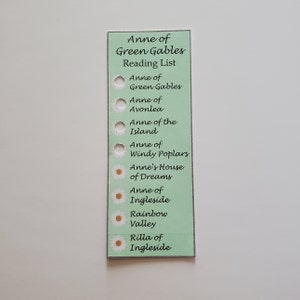 Anne of
Green Gables
Reading List
Anne of
Green Gables
Anne of
Avonlea
Anne of the
Island
Anne of
Windy Poplars
Anne's House
of Dreams
Anne of
Ingleside
Rainbow
Valley
Rilla of
Ingleside